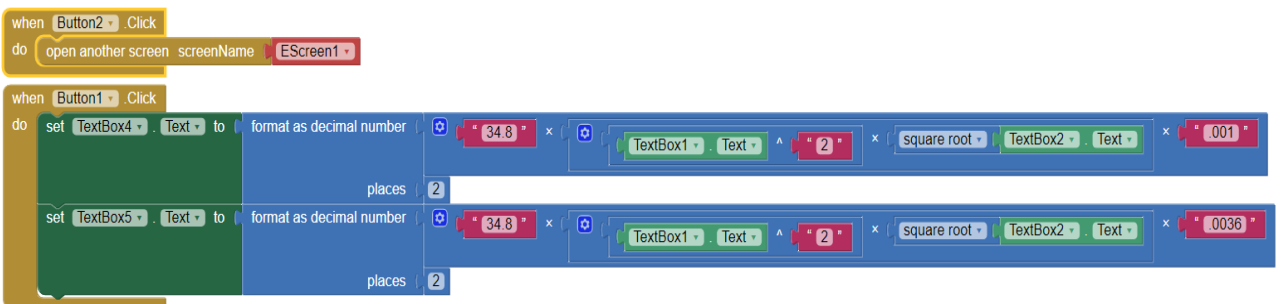 when Button2 .Click
do open another screen screenName EScreen1
when Button1 .Click
do set TextBox4 . Text to format as decimal number " 34.8 " × TextBox1 . Text ^ " 2 " × square root TextBox2 . Text × " .001 "
places 2
set TextBox5 . Text to format as decimal number " 34.8 " × TextBox1 . Text ^ " 2 " × square root TextBox2 . Text × " .0036 "
places 2